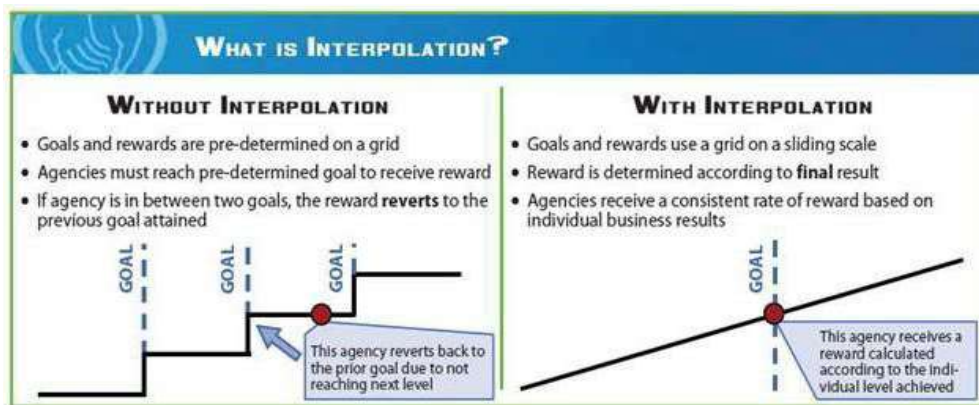 WHAT IS INTERPOLATION?
WITHOUT INTERPOLATION
• Goals and rewards are pre-determined on a grid
• Agencies must reach pre-determined goal to receive reward
• If agency is in between two goals, the reward reverts to the
previous goal attained
GOAL
GOAL
GOAL
This agency reverts back to
the prior goal due to not
reaching next level
WITH INTERPOLATION
• Goals and rewards use a grid on a sliding scale
• Reward is determined according to final result
• Agencies receive a consistent rate of reward based on
individual business results
GOAL
This agency receives a
reward calculated
according to the indi-
vidual level achieved